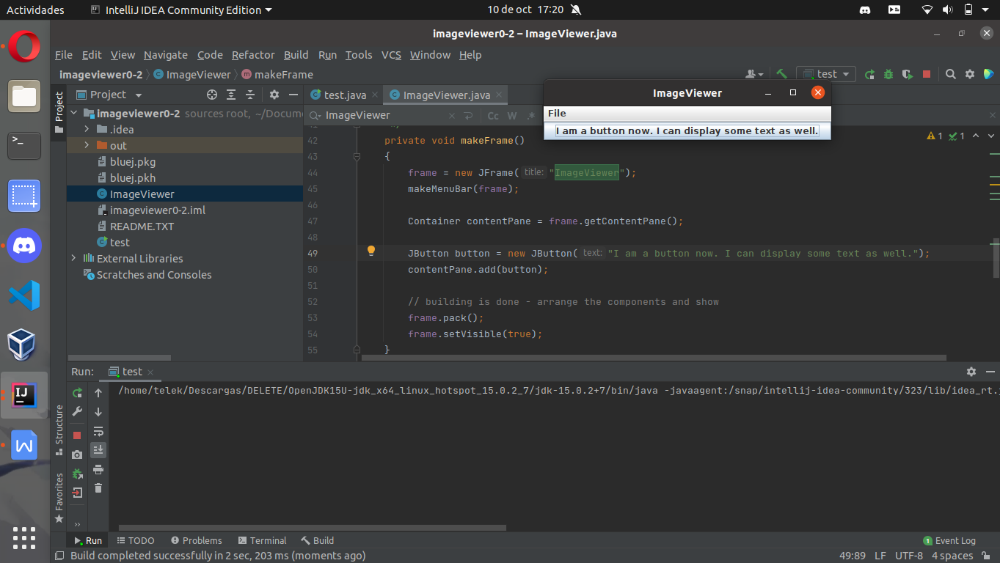 Actividades
IntelliJ IDEA Community Edition
10 de oct 17:20
imageviewer0-2 – ImageViewer.java
File Edit View Navigate Code Refactor Build Run Tools VCS Window Help
imageviewer0-2 ImageViewer makeFrame
test
Project
Project
test.java
ImageViewer.java
imageviewer0-2 sources root, ~/Docume
.idea
out
bluej.pkg
bluej.pkh
ImageViewer
imageviewer0-2.iml
README.TXT
test
External Libraries
Scratches and Consoles
ImageViewer
Cc W .*
ImageViewer
File
I am a button now. I can display some text as well.
1 1
42 private void makeFrame()
43 {
44 frame = new JFrame( title: "ImageViewer");
45 makeMenuBar(frame);
46
47 Container contentPane = frame.getContentPane();
48
49 JButton button = new JButton( text: "I am a button now. I can display some text as well.");
50 contentPane.add(button);
51
52 // building is done - arrange the components and show
53 frame.pack();
54 frame.setVisible(true);
55 }
Run: test
/home/telek/Descargas/DELETE/OpenJDK15U-jdk_x64_linux_hotspot_15.0.2_7/jdk-15.0.2+7/bin/java -javaagent:/snap/intellij-idea-community/323/lib/idea_rt.j
Structure
Favorites
Run TODO Problems Terminal Build
1 Event Log
Build completed successfully in 2 sec, 203 ms (moments ago)
49:89 LF UTF-8 4 spaces